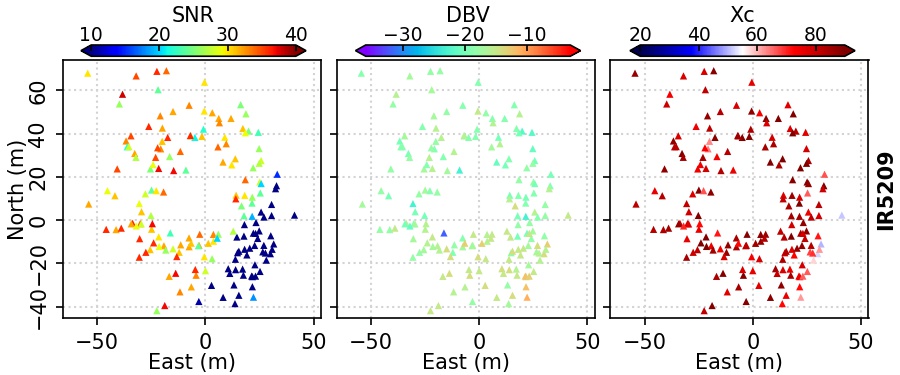 SNR DBV Xc
10 20 30 40 −30 −20 −10 20 40 60 80
North (m)
60
40
20
0
−20
−40
−50 0 50 −50 0 50 −50 0 50
East (m) East (m) East (m)
IR5209